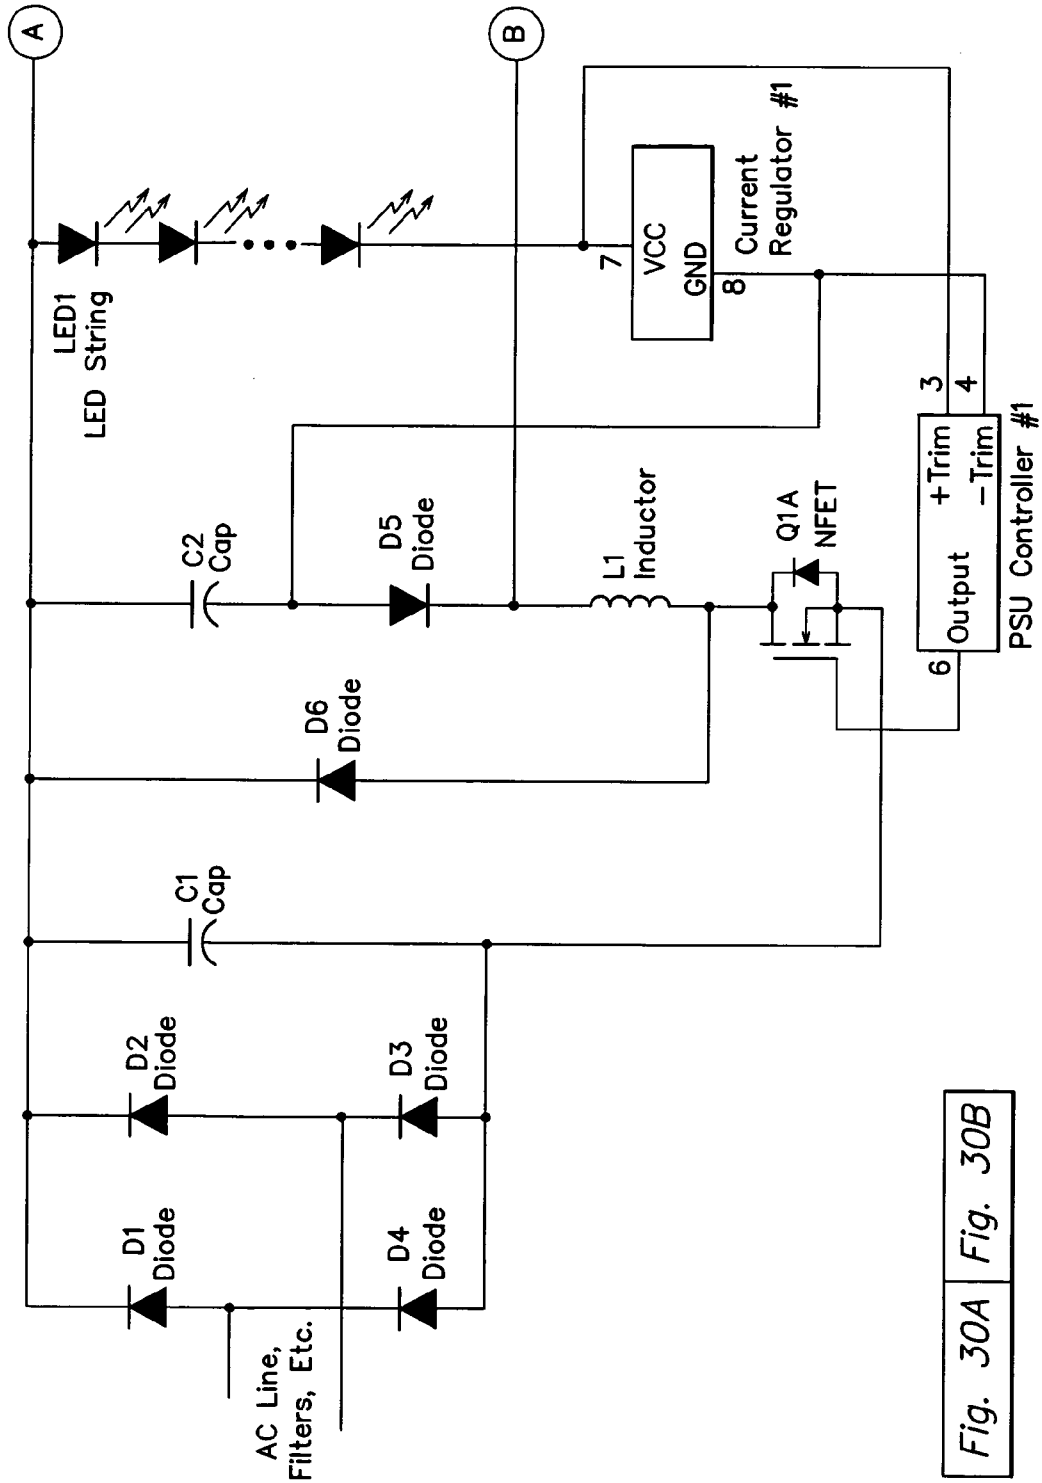 A
B
LED1
LED String
C2
Cap
D5
Diode
L1
Inductor
Q1A
NFET
D6
Diode
C1
Cap
D2
Diode
D3
Diode
D1
Diode
D4
Diode
AC Line,
Filters, Etc.
7
VCC
GND
8
Current
Regulator #1
3
4
+Trim
−Trim
Output
6
PSU Controller #1
Fig. 30A
Fig. 30B